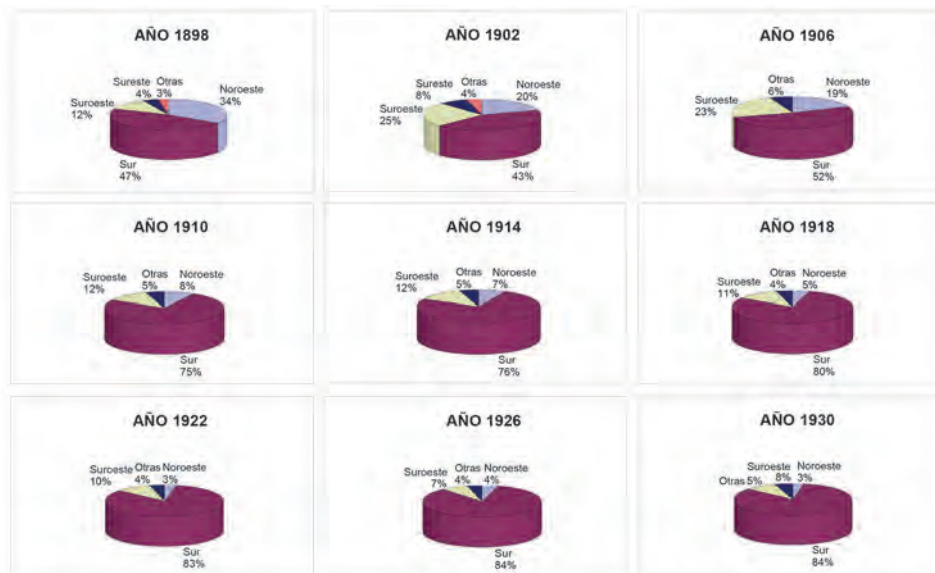 AÑO 1898
Sureste
4%
Otras
3%
Noroeste
34%
Suroeste
12%
Sur
47%
AÑO 1902
Sureste
8%
Otras
4%
Noroeste
20%
Suroeste
25%
Sur
43%
AÑO 1906
Otras
6%
Noroeste
19%
Suroeste
23%
Sur
52%
AÑO 1910
Suroeste
12%
Otras
5%
Noroeste
8%
Sur
75%
AÑO 1914
Suroeste
12%
Otras
5%
Noroeste
7%
Sur
76%
AÑO 1918
Suroeste
11%
Otras
4%
Noroeste
5%
Sur
80%
AÑO 1922
Suroeste
10%
Otras
4%
Noroeste
3%
Sur
83%
AÑO 1926
Suroeste
7%
Otras
4%
Noroeste
4%
Sur
84%
AÑO 1930
Otras 5%
Suroeste
8%
Noroeste
3%
Sur
84%